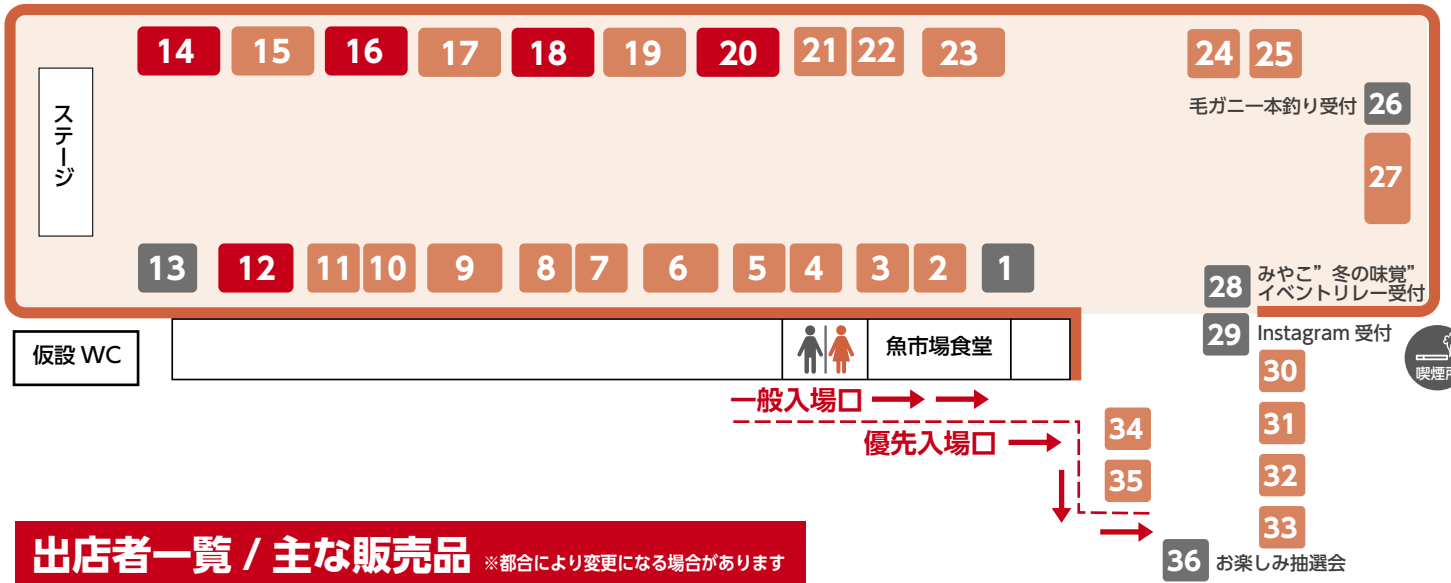 14 15 16 17 18 19 20 21 22 23 24 25
ステージ
毛ガニ一本釣り受付 26
27
13 12 11 10 9 8 7 6 5 4 3 2 1
28 みやこ”冬の味覚”
イベントリレー受付
29 Instagram 受付
仮設 WC
魚市場食堂
喫煙所
30
一般入場口
31
34
優先入場口
32
35
33
出店者一覧 / 主な販売品 ※都合により変更になる場合があります
36 お楽しみ抽選会